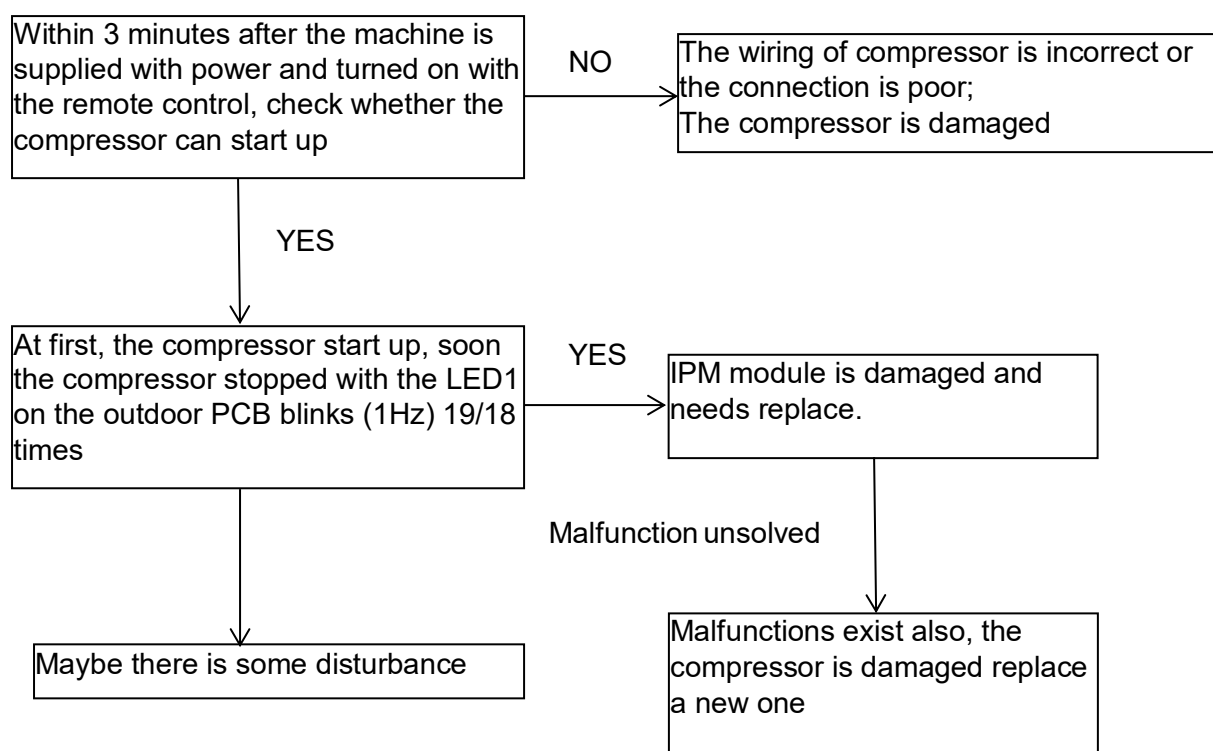 Within 3 minutes after the machine is
supplied with power and turned on with
the remote control, check whether the
compressor can start up
NO
The wiring of compressor is incorrect or
the connection is poor;
The compressor is damaged
YES
At first, the compressor start up, soon
the compressor stopped with the LED1
on the outdoor PCB blinks (1Hz) 19/18
times
YES
IPM module is damaged and
needs replace.
Malfunction unsolved
Maybe there is some disturbance
Malfunctions exist also, the
compressor is damaged replace
a new one